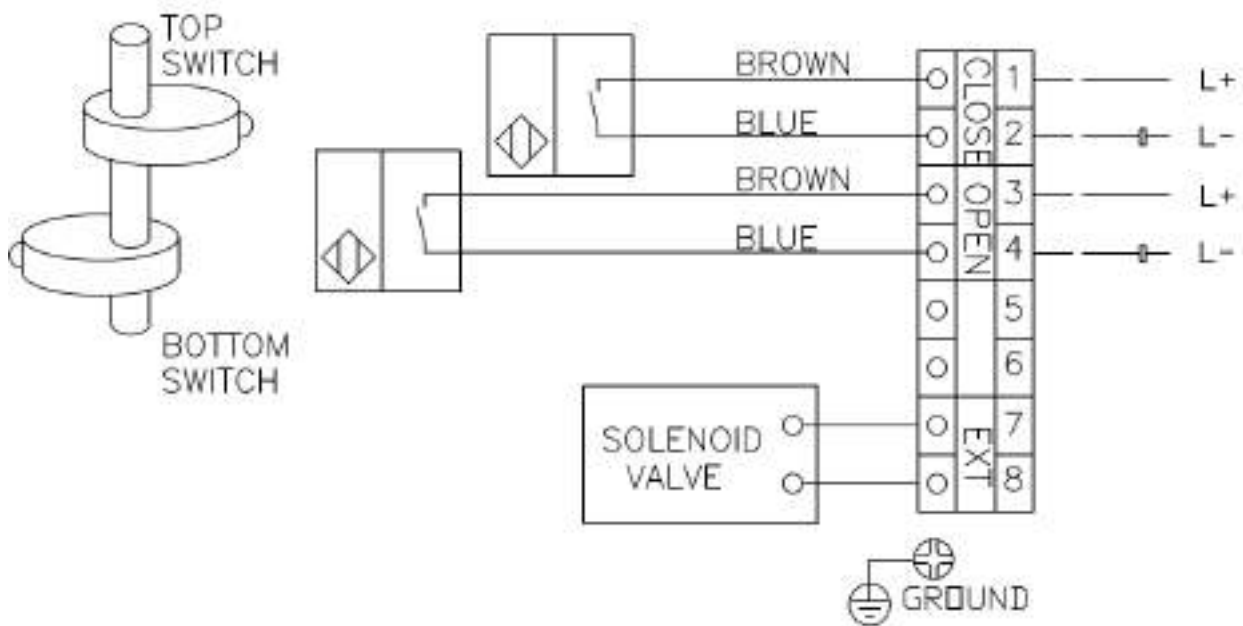 TOP
SWITCH
BROWN
CLOSE
1
L+
BLUE
2
L-
BROWN
OPEN
3
L+
BLUE
4
L-
5
BOTTOM
SWITCH
6
SOLENOID
VALVE
EXT
7
8
GROUND